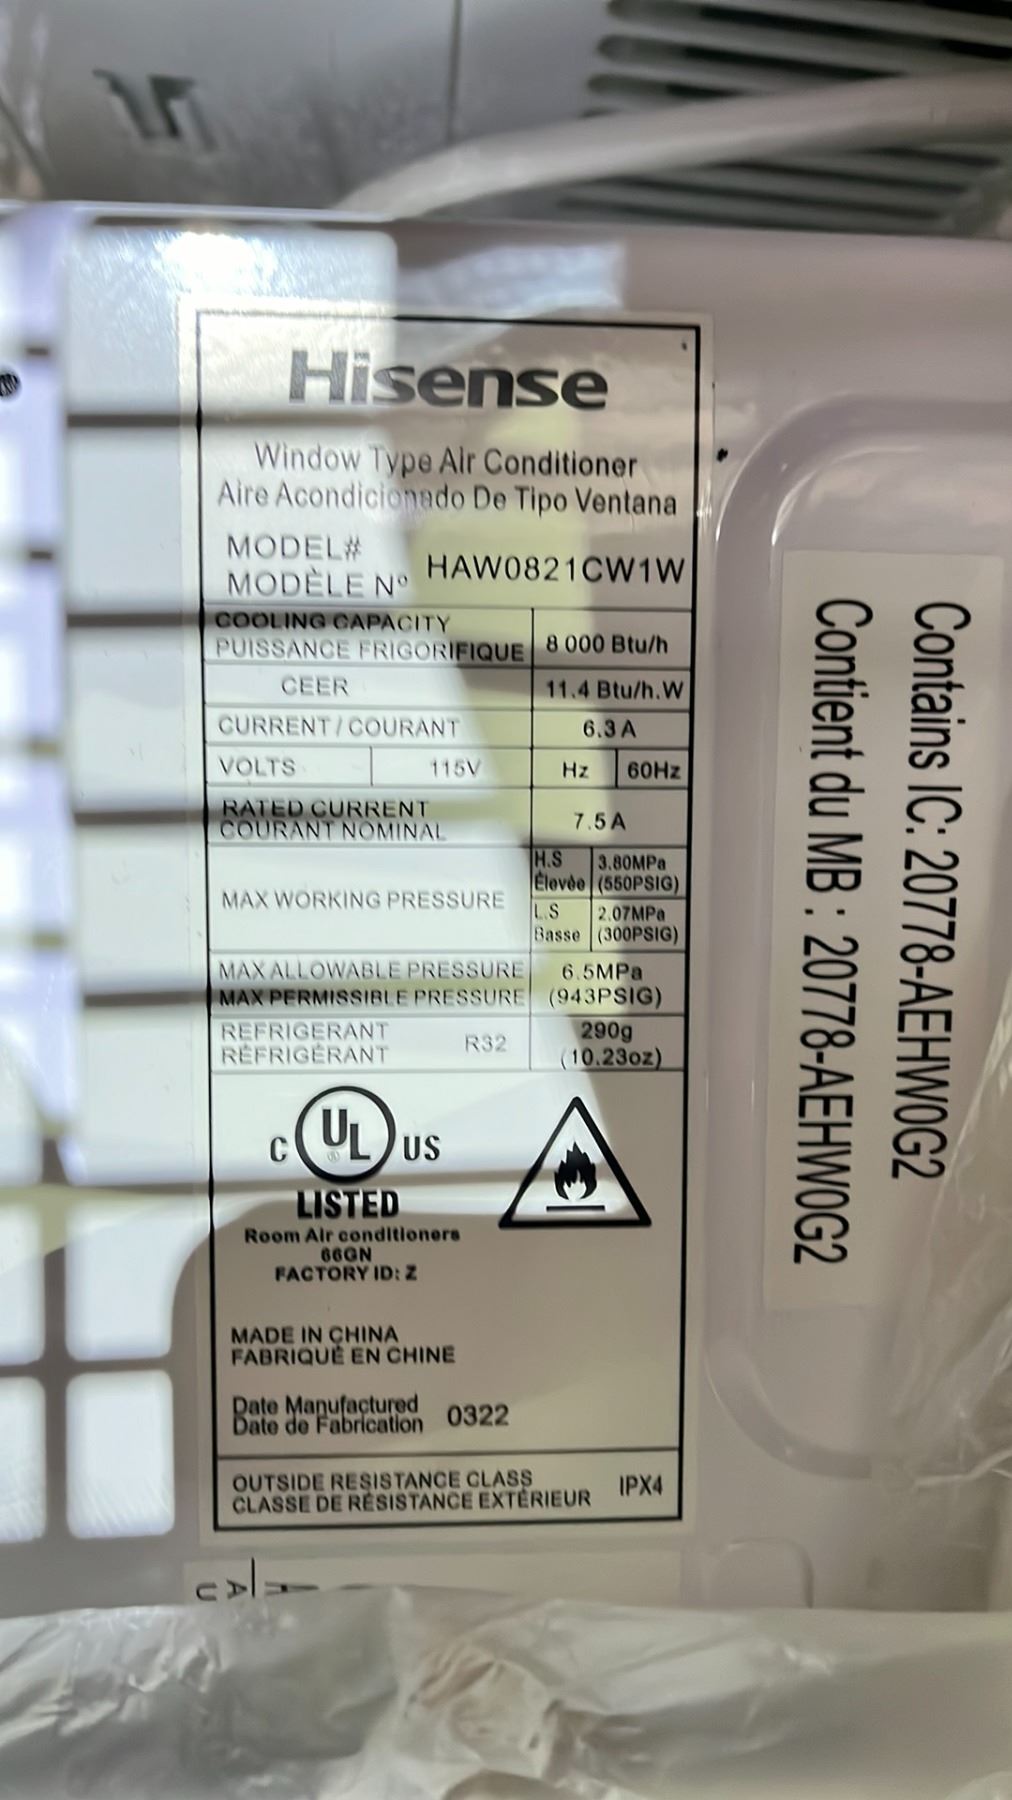 Hisense
Window Type Air Conditioner
Aire Acondicionado De Tipo Ventana
MODEL#
MODÈLE Nº HAW0821CW1W
COOLING CAPACITY
PUISSANCE FRIGORIFIQUE 8 000 Btu/h
CEER 11.4 Btu/h.W
CURRENT / COURANT 6.3 A
VOLTS 115V Hz 60Hz
RATED CURRENT
COURANT NOMINAL 7.5 A
MAX WORKING PRESSURE
H.S 3.80MPa
Élevée (550PSIG)
L.S 2.07MPa
Basse (300PSIG)
MAX ALLOWABLE PRESSURE 6.5MPa
MAX PERMISSIBLE PRESSURE (943PSIG)
REFRIGERANT
RÉFRIGÉRANT R32 290g
(10.23oz)
C UL ® US
LISTED
Room Air conditioners
66GN
FACTORY ID: Z
MADE IN CHINA
FABRIQUÉ EN CHINE
Date Manufactured
Date de Fabrication 0322
OUTSIDE RESISTANCE CLASS
CLASSE DE RÉSISTANCE EXTÉRIEUR IPX4
Contains IC: 20778-AEHW0G2
Contient du MB : 20778-AEHW0G2